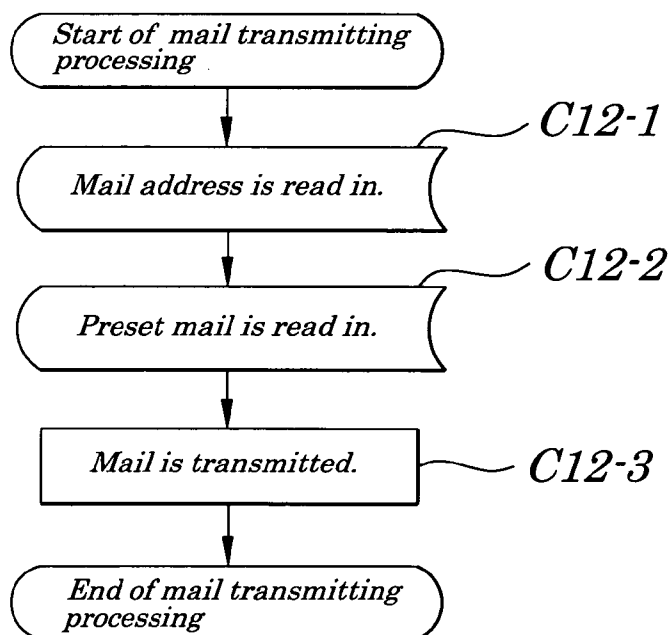 Start of mail transmitting
processing
C12-1
Mail address is read in.
C12-2
Preset mail is read in.
Mail is transmitted.
C12-3
End of mail transmitting
processing